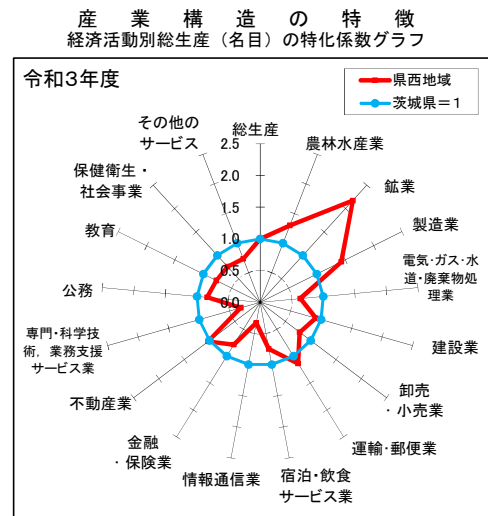 産業構造の特徴
経済活動別総生産（名目）の特化係数グラフ
令和3年度
県西地域
茨城県＝1
総生産
農林水産業
鉱業
製造業
電気・ガス・水
道・廃棄物処
理業
建設業
卸売
・小売業
運輸・郵便業
宿泊・飲食
サービス業
情報通信業
金融
・保険業
不動産業
専門・科学技
術，業務支援
サービス業
公務
教育
保健衛生・
社会事業
その他の
サービス
2.5
2.0
1.5
1.0
0.5
0.0